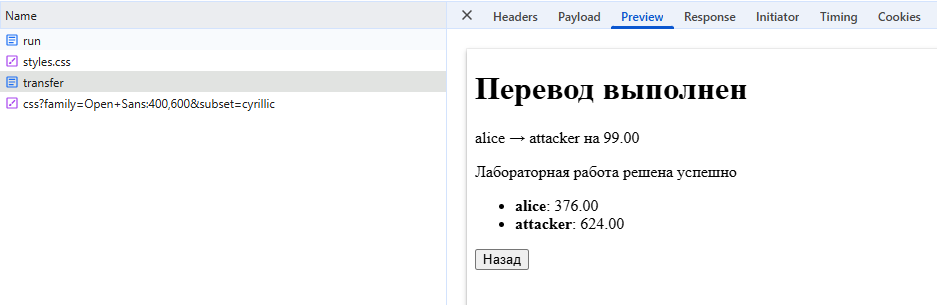 Name
run
styles.css
transfer
css?family=Open+Sans:400,600&subset=cyrillic
Headers Payload Preview Response Initiator Timing Cookies
Перевод выполнен
alice → attacker на 99.00
Лабораторная работа решена успешно
alice: 376.00
attacker: 624.00
Назад